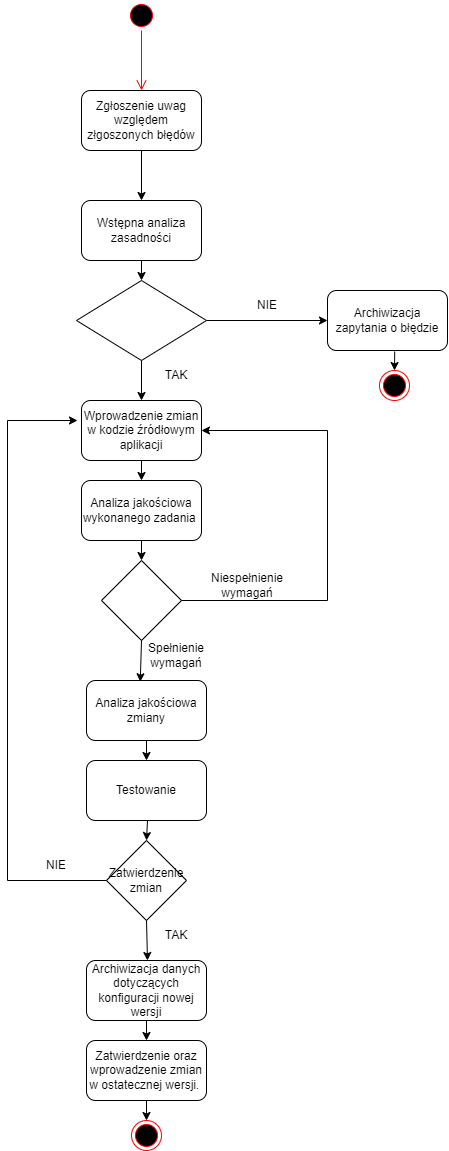 Zgłoszenie uwag
względem
złgoszonych błędów
Wstępna analiza
zasadności
NIE
Archiwizacja
zapytania o błędzie
TAK
Wprowadzenie zmian
w kodzie źródłowym
aplikacji
Analiza jakościowa
wykonanego zadania
Niespełnienie
wymagań
Spełnienie
wymagań
Analiza jakościowa
zmiany
Testowanie
Zatwierdzenie
zmian
NIE
TAK
Archiwizacja danych
dotyczących
konfiguracji nowej
wersji
Zatwierdzenie oraz
wprowadzenie zmian
w ostatecznej wersji.